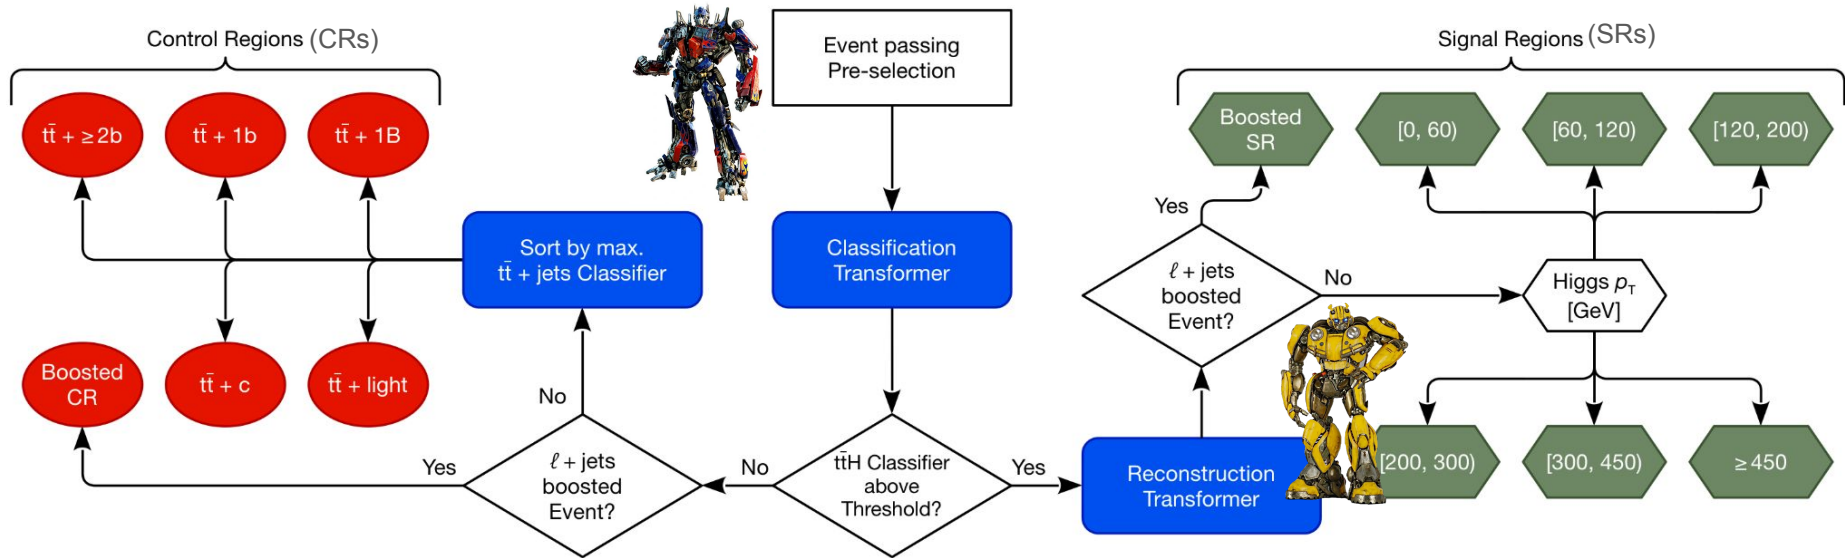 Control Regions (CRs)
tt̄ + ≥ 2b
tt̄ + 1b
tt̄ + 1B
Boosted
CR
tt̄ + c
tt̄ + light
Sort by max.
tt̄ + jets Classifier
No
Yes
ℓ + jets
boosted
Event?
Event passing
Pre-selection
Classification
Transformer
No
tt̄H Classifier
above
Threshold?
Yes
Reconstruction
Transformer
ℓ + jets
boosted
Event?
Yes
No
Signal Regions (SRs)
Boosted
SR
[0, 60)
[60, 120)
[120, 200)
Higgs pT
[GeV]
[200, 300)
[300, 450)
≥ 450